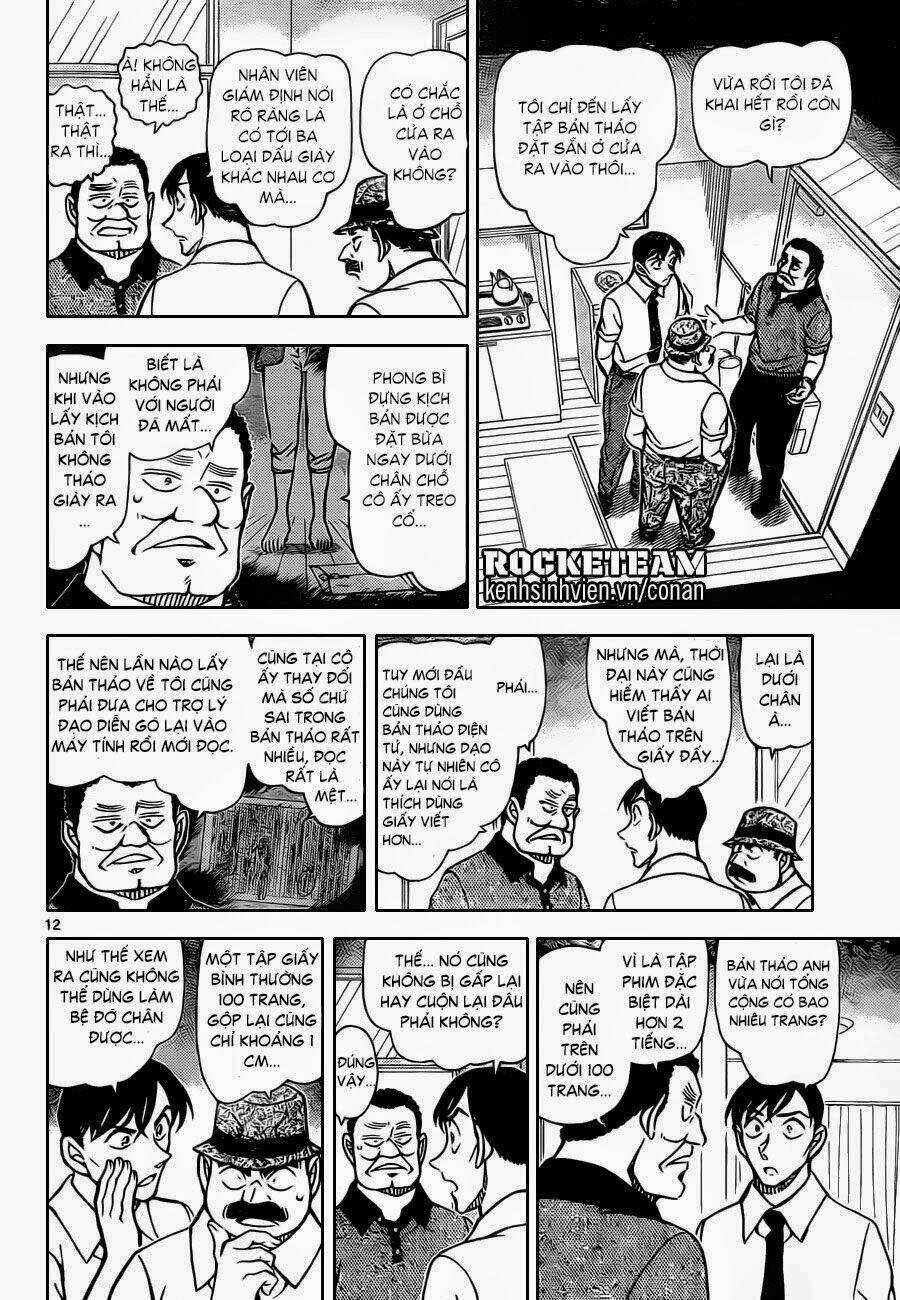 VỪA RỒI TÔI ĐÃ
KHAI HẾT RỒI CÒN
GÌ?
TÔI CHỈ ĐẾN LẤY
TẬP BẢN THẢO
ĐẶT SẴN Ở CỬA
RA VÀO THÔI...
CÓ CHẮC
LÀ Ở CHỖ
CỬA RA
VÀO
KHÔNG?
NHÂN VIÊN
GIÁM ĐỊNH NÓI
RÕ RÀNG LÀ
CÓ TỚI BA
LOẠI DẤU GIÀY
KHÁC NHAU CƠ
MÀ...
À! KHÔNG
HẲN LÀ
THẾ...
THẬT...
THẬT
RA THÌ...
PHONG BÌ
ĐỰNG KỊCH
BẢN ĐƯỢC
ĐẶT BỪA
NGAY DƯỚI
CHÂN CHỖ
CÔ ẤY TREO
CỔ...
BIẾT LÀ
KHÔNG PHẢI
VỚI NGƯỜI
ĐÃ MẤT...
NHƯNG
KHI VÀO
LẤY KỊCH
BẢN TÔI
KHÔNG
THÁO
GIÀY RA
...
ROCKETEAM
kenhsinhvien.vn/conan
LẠI LÀ
DƯỚI
CHÂN
À...
NHƯNG MÀ, THỜI
ĐẠI NÀY CŨNG
HIẾM THẤY AI
VIẾT BẢN
THẢO TRÊN
GIẤY ĐẤY...
PHẢI...
TUY MỚI ĐẦU
CHÚNG TÔI
CŨNG DÙNG
BẢN THẢO ĐIỆN
TỬ, NHƯNG DẠO
NÀY TỰ NHIÊN CÔ
ẤY LẠI NÓI LÀ
THÍCH DÙNG
GIẤY VIẾT
HƠN...
CŨNG TẠI CÔ
ẤY THAY ĐỔI
MÀ SỐ CHỮ
SAI TRONG
BẢN THẢO RẤT
NHIỀU, ĐỌC
RẤT LÀ
MỆT...
THẾ NÊN LẦN NÀO LẤY
BẢN THẢO VỀ TÔI CŨNG
PHẢI ĐƯA CHO TRỢ LÝ
ĐẠO DIỄN GÕ LẠI VÀO
MÁY TÍNH RỒI MỚI ĐỌC.
12
BẢN THẢO ANH
VỪA NÓI TỔNG
CỘNG CÓ BAO
NHIÊU TRANG?
VÌ LÀ TẬP
PHIM ĐẶC
BIỆT DÀI
HƠN 2
TIẾNG...
NÊN
CŨNG
PHẢI
TRÊN
DƯỚI
100
TRANG...
THẾ... NÓ CŨNG
KHÔNG BỊ GẤP LẠI
HAY CUỘN LẠI ĐÂU
PHẢI KHÔNG?
ĐÚNG
VẬY...
MỘT TẬP GIẤY
BÌNH THƯỜNG
100 TRANG,
GỘP LẠI CŨNG
CHỈ KHOẢNG 1
CM...
NHƯ THẾ XEM
RA CŨNG KHÔNG
THỂ DÙNG LÀM
BỆ ĐỠ CHÂN
ĐƯỢC...